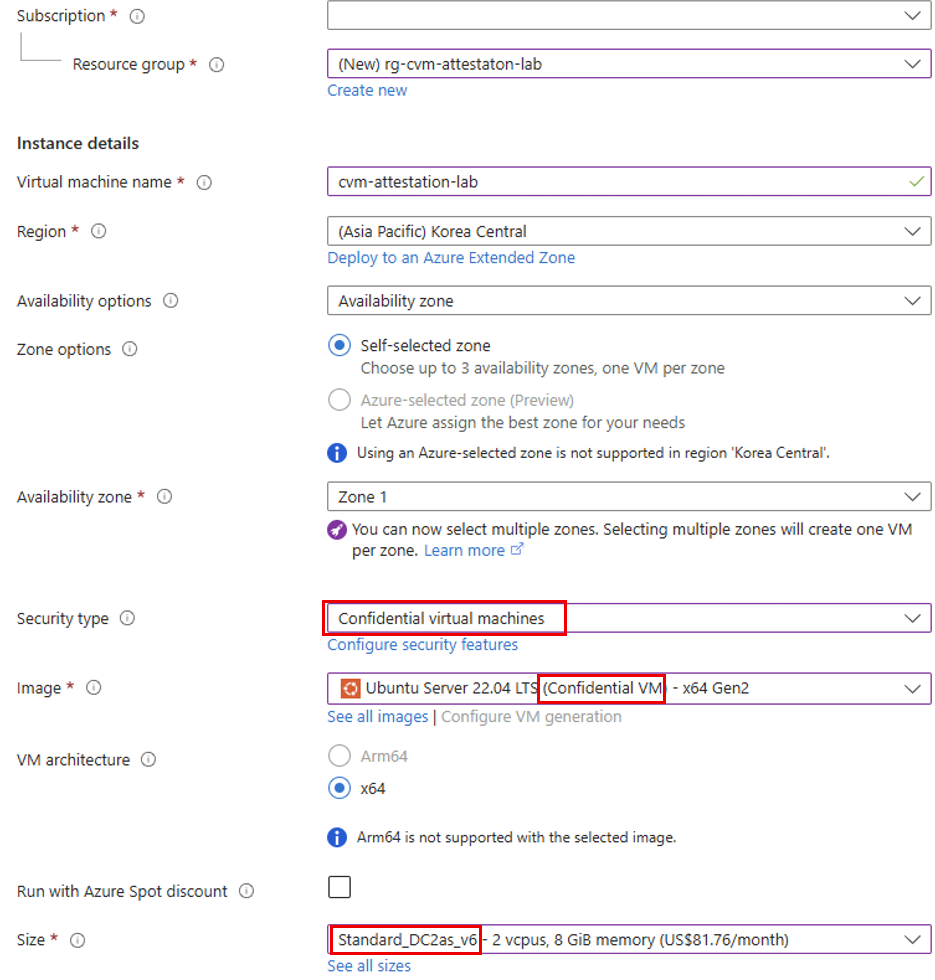 Subscription *
Resource group *
(New) rg-cvm-attestaton-lab
Create new
Instance details
Virtual machine name *
cvm-attestation-lab
Region *
(Asia Pacific) Korea Central
Deploy to an Azure Extended Zone
Availability options
Availability zone
Zone options
Self-selected zone
Choose up to 3 availability zones, one VM per zone
Azure-selected zone (Preview)
Let Azure assign the best zone for your needs
Using an Azure-selected zone is not supported in region 'Korea Central'.
Availability zone *
Zone 1
You can now select multiple zones. Selecting multiple zones will create one VM
per zone. Learn more
Security type
Confidential virtual machines
Configure security features
Image *
Ubuntu Server 22.04 LTS (Confidential VM) - x64 Gen2
See all images | Configure VM generation
VM architecture
Arm64
x64
Arm64 is not supported with the selected image.
Run with Azure Spot discount
Size *
Standard_DC2as_v6 - 2 vcpus, 8 GiB memory (US$81.76/month)
See all sizes